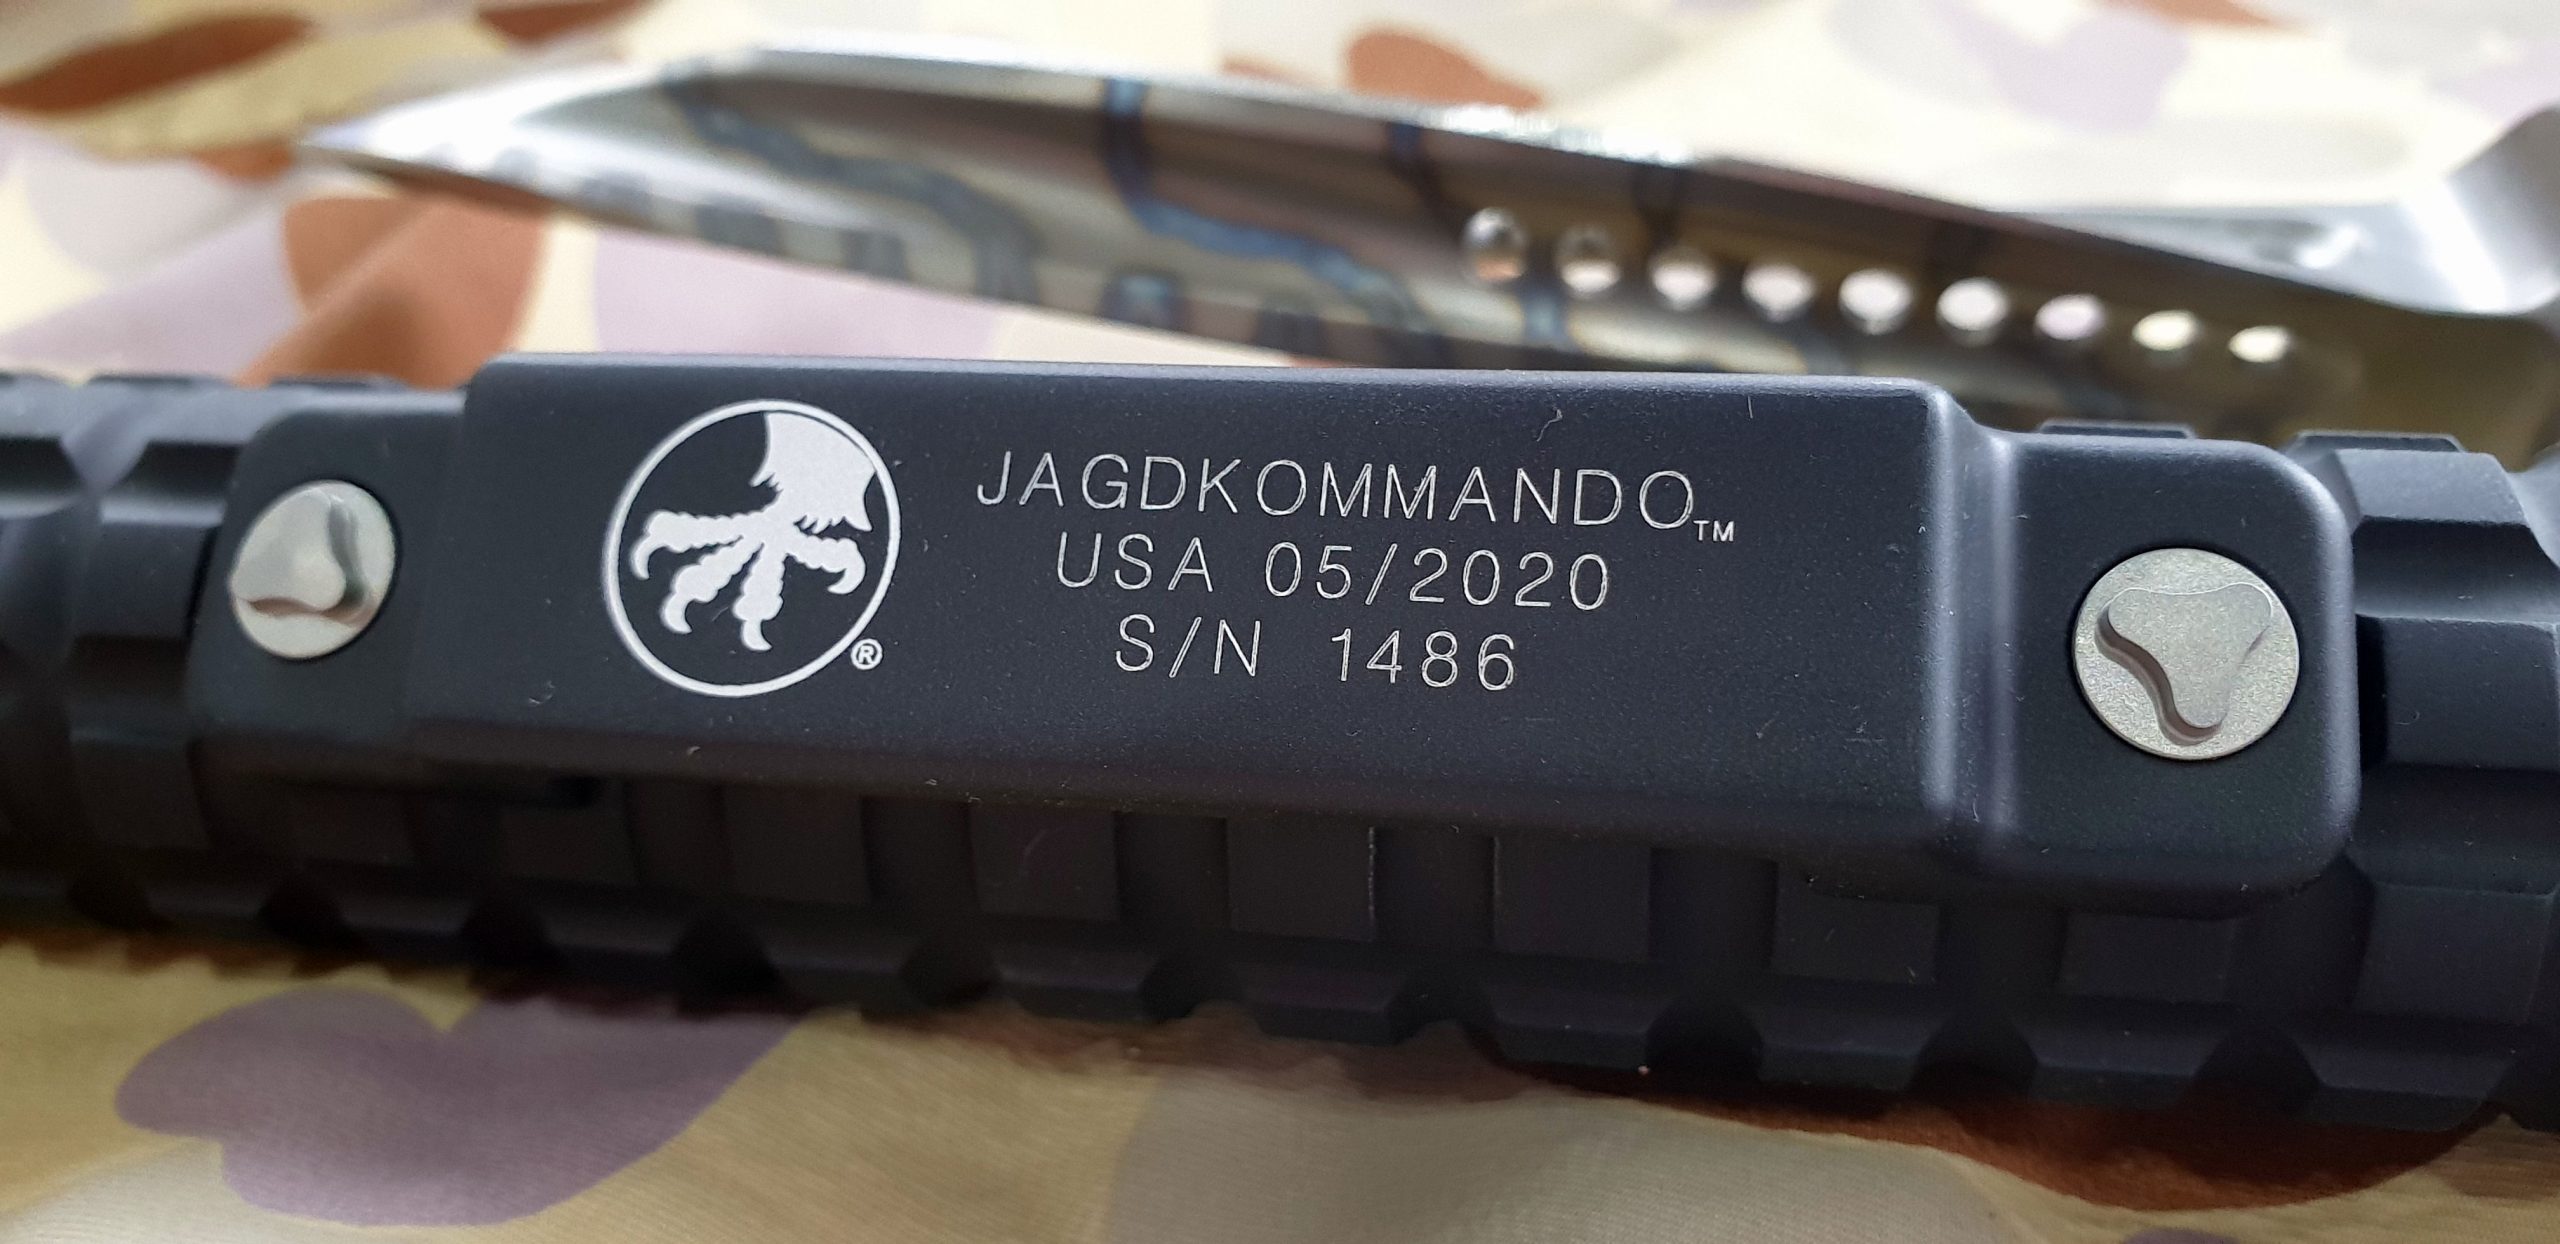 JAGDKOMMANDO™
USA 05/2020
S/N 1486
®